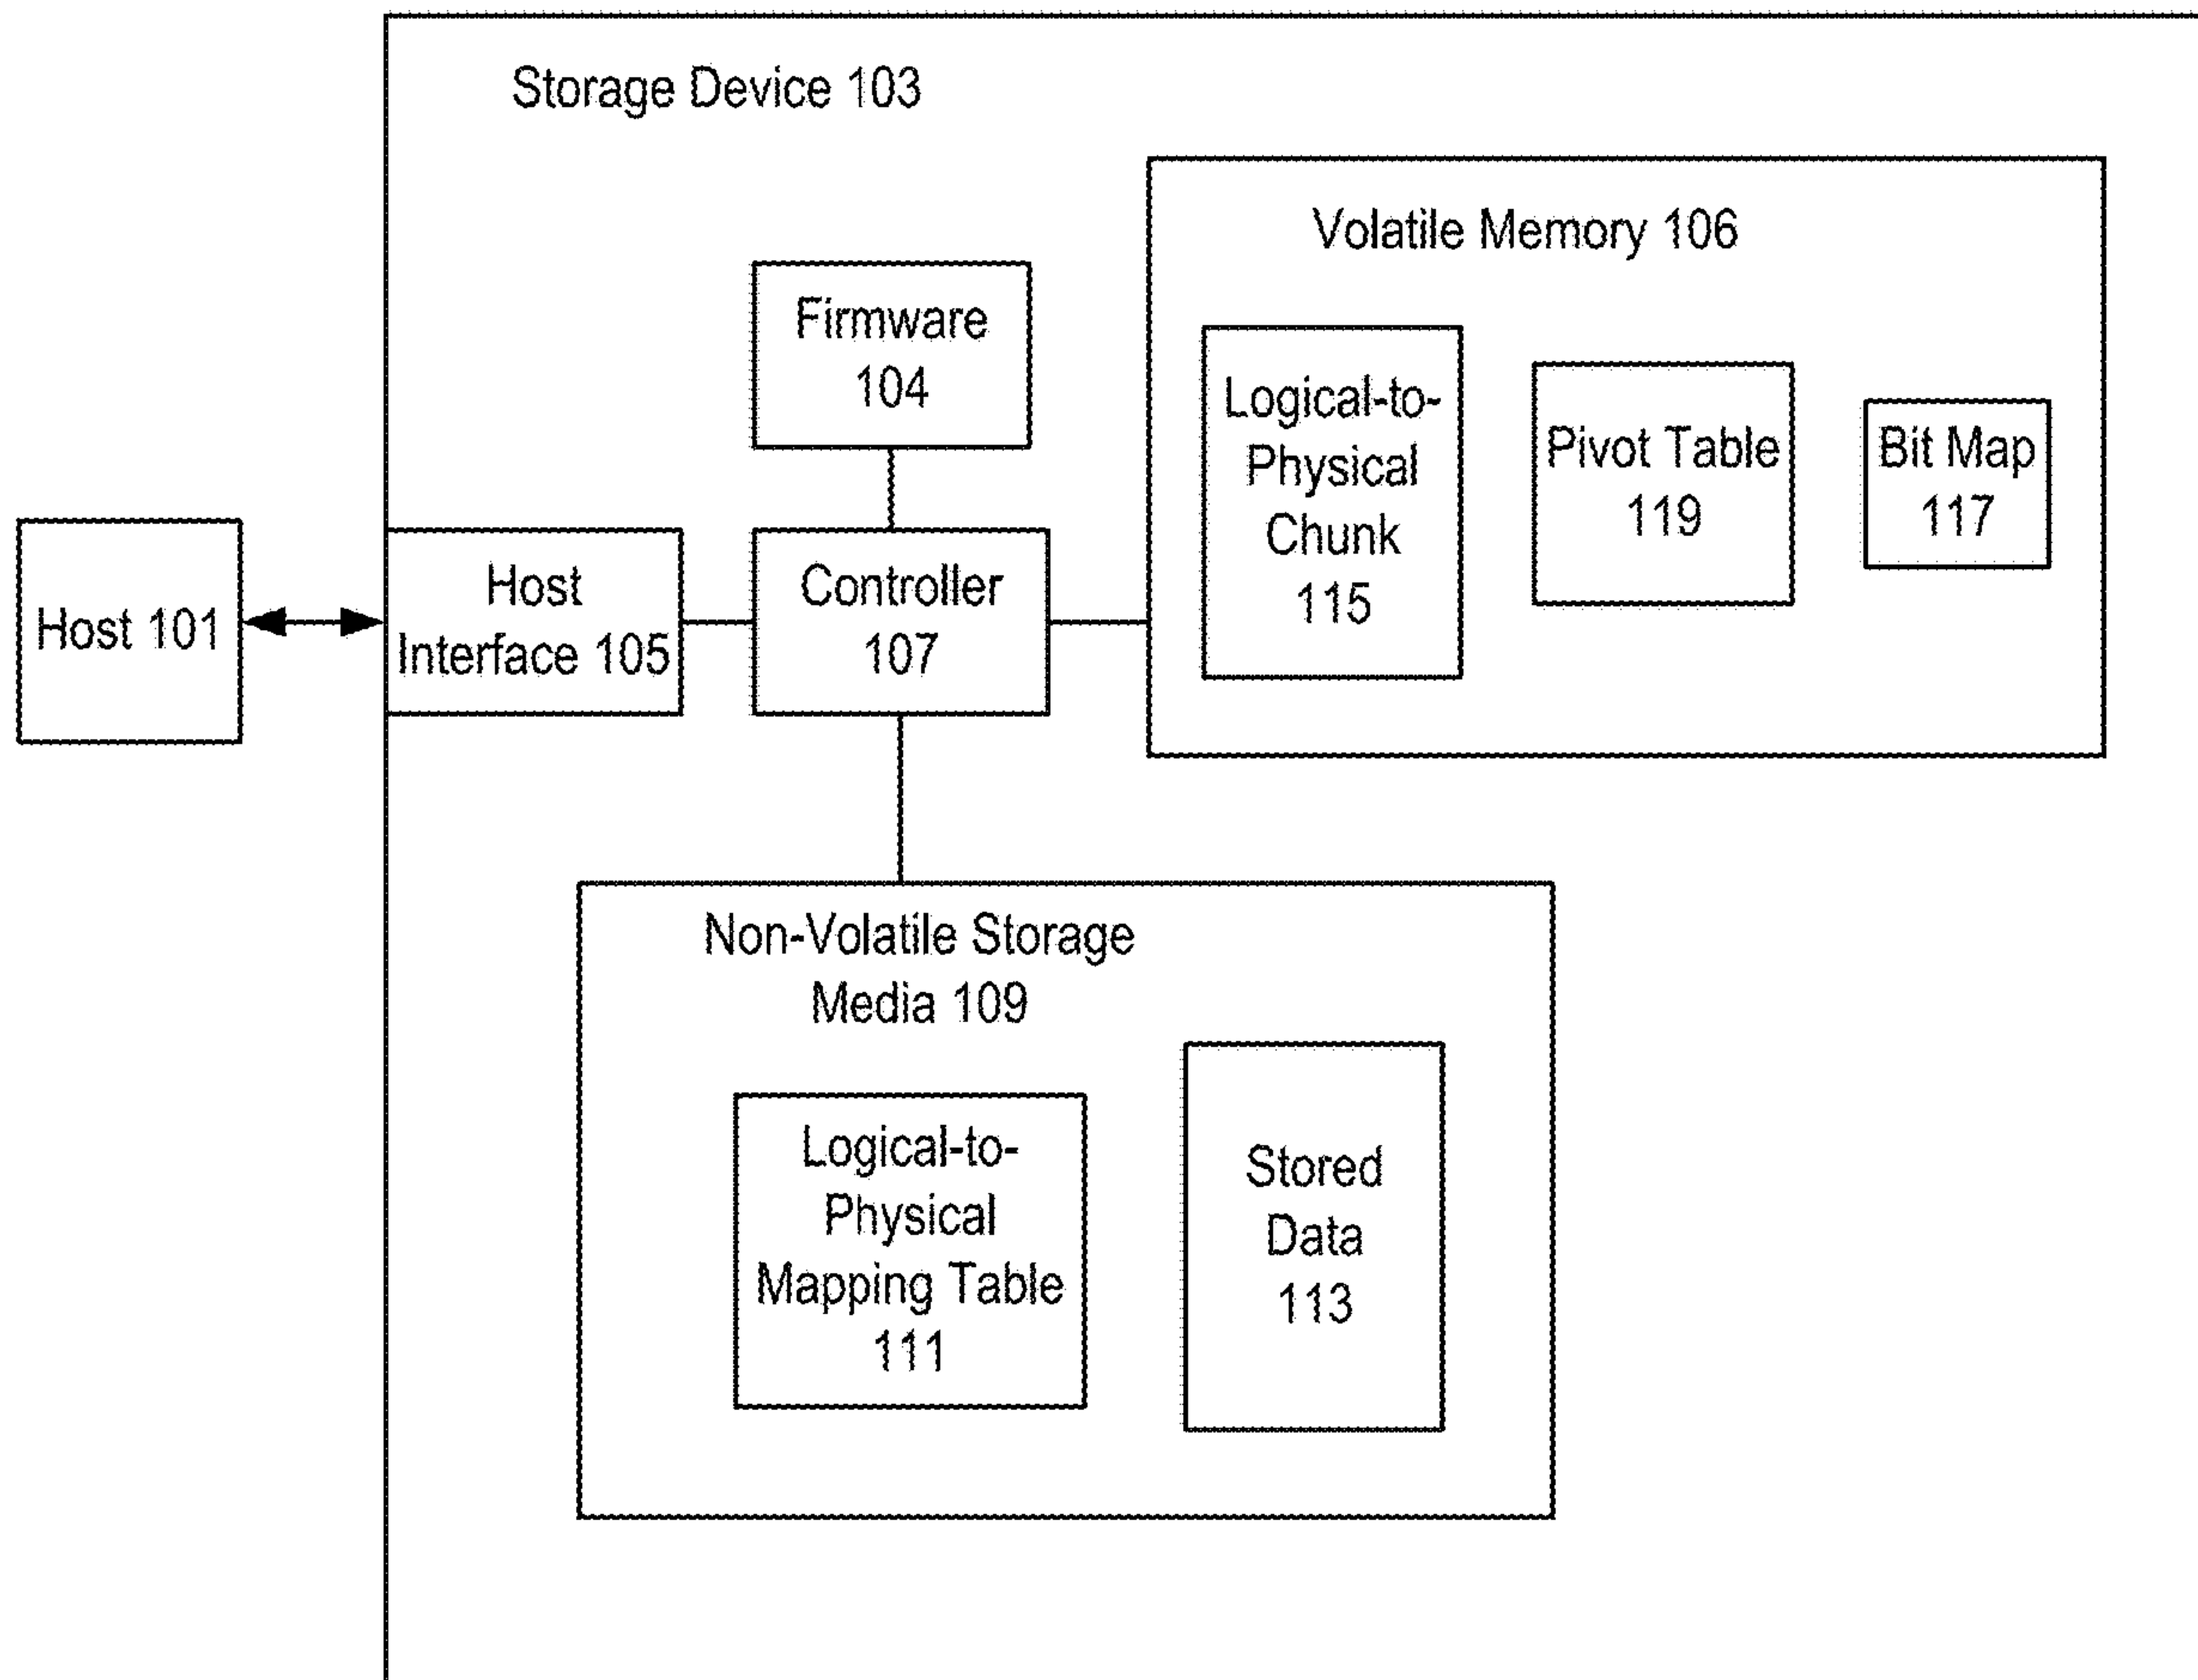 Storage Device 103
Volatile Memory 106
Firmware
104
Logical-to-
Physical
Chunk
115
Pivot Table
119
Bit Map
117
Host 101
Host
Interface 105
Controller
107
Non-Volatile Storage
Media 109
Logical-to-
Physical
Mapping Table
111
Stored
Data
113